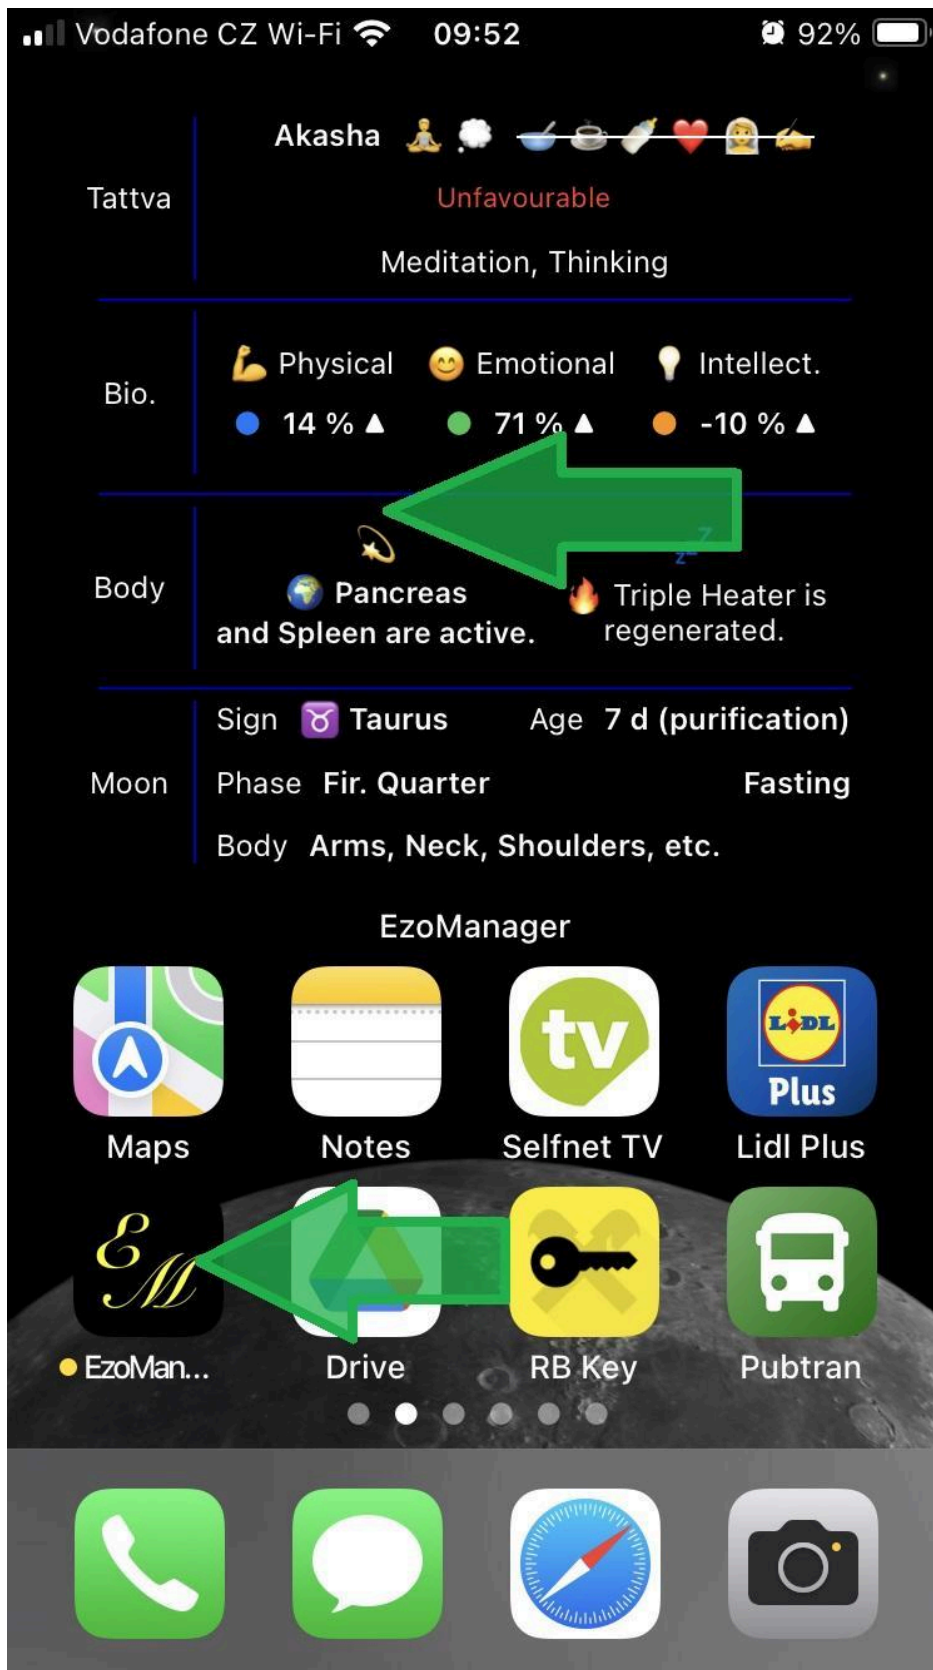 Vodafone CZ Wi-Fi 09:52 92%
Akasha
Tattva
Unfavourable
Meditation, Thinking
Physical Emotional Intellect.
Bio.
14 % ▲ 71 % ▲ -10 % ▲
zzZ
Body
Pancreas
and Spleen are active.
Triple Heater is
regenerated.
Sign Taurus Age 7 d (purification)
Moon
Phase Fir. Quarter Fasting
Body Arms, Neck, Shoulders, etc.
EzoManager
tv
LIDL
Plus
Maps Notes Selfnet TV Lidl Plus
EM
EzoMan... Drive RB Key Pubtran